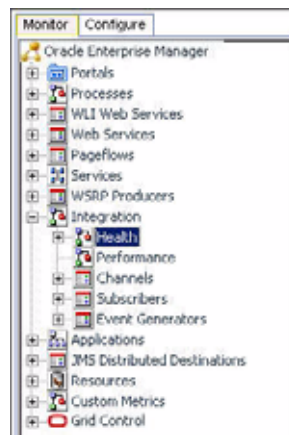 Monitor Configure
Oracle Enterprise Manager
Portals
Processes
WLI Web Services
Web Services
Pageflows
Services
WSRP Producers
Integration
Health
Performance
Channels
Subscribers
Event Generators
Applications
JMS Distributed Destinations
Resources
Custom Metrics
Grid Control